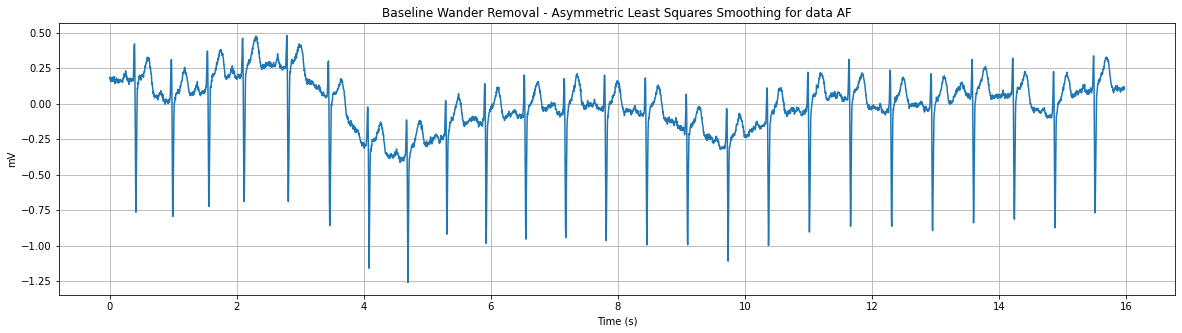 Baseline Wander Removal - Asymmetric Least Squares Smoothing for data AF
0.50
0.25
0.00
−0.25
−0.50
−0.75
−1.00
−1.25
mV
0 2 4 6 8 10 12 14 16
Time (s)